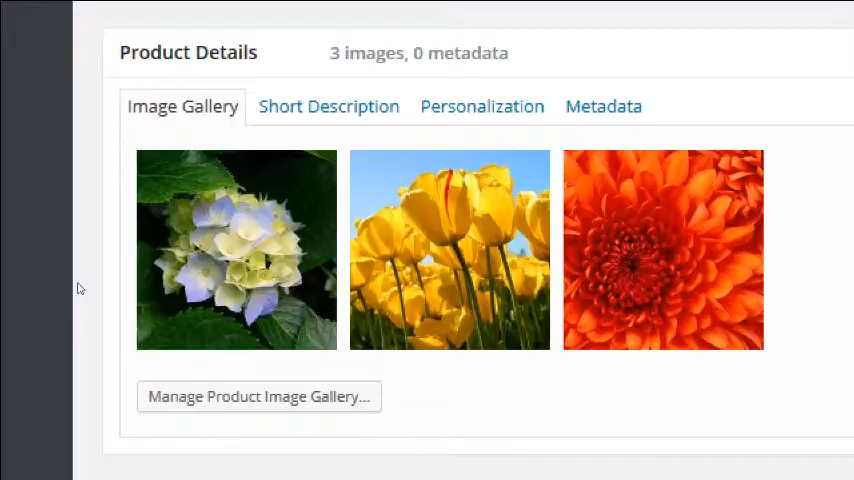 Product Details 3 images, 0 metadata
Image Gallery Short Description Personalization Metadata
Manage Product Image Gallery...